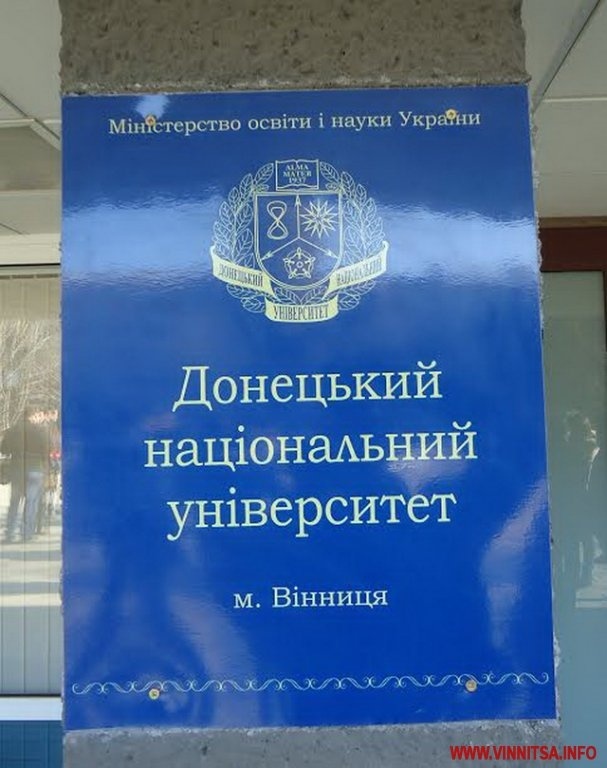 Міністерство освіти і науки України
ALMA
MATER
1937
ДОНЕЦЬКИЙ
НАЦІОНАЛЬНИЙ
УНІВЕРСИТЕТ
Донецький
національний
університет
м. Вінниця
WWW.VINNITSA.INFO